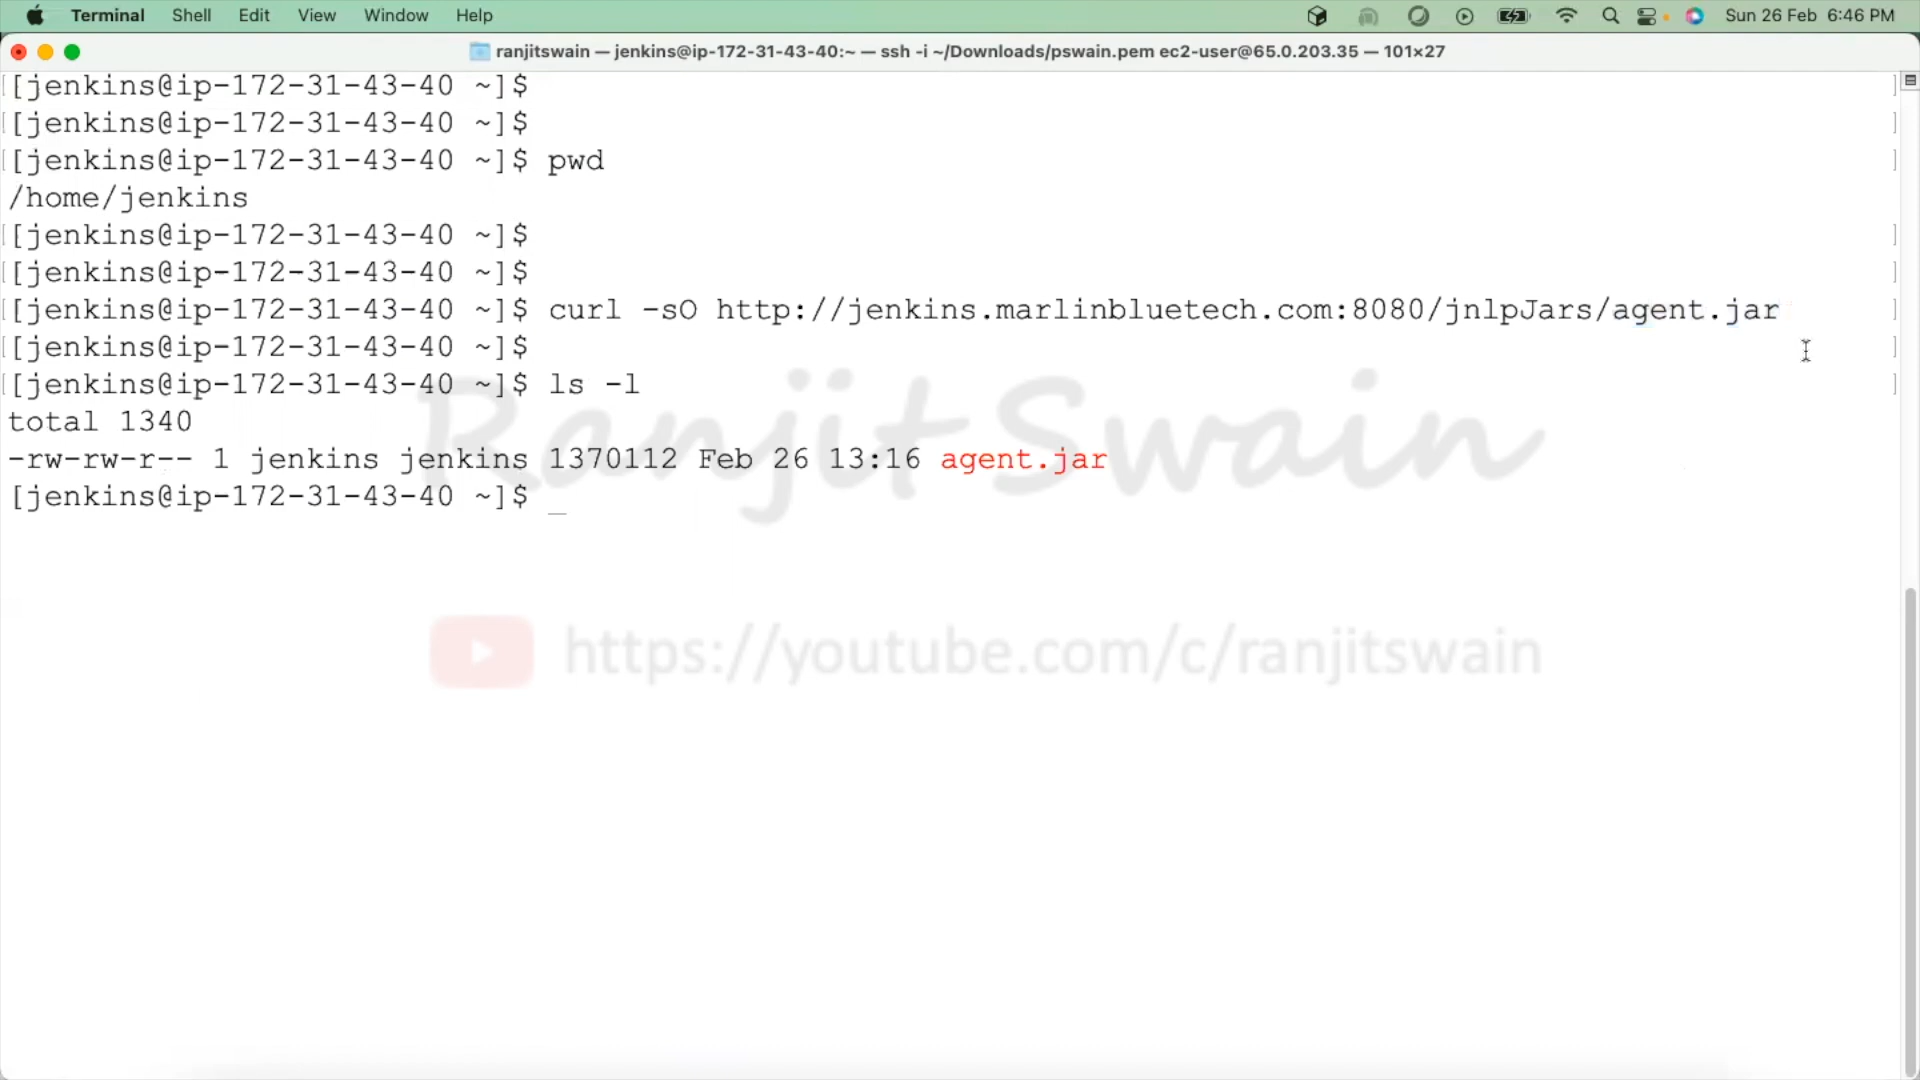 Terminal Shell Edit View Window Help Sun 26 Feb 6:46 PM
ranjitswain — jenkins@ip-172-31-43-40:~ — ssh -i ~/Downloads/pswain.pem ec2-user@65.0.203.35 — 101×27
[[jenkins@ip-172-31-43-40 ~]$ ]
[[jenkins@ip-172-31-43-40 ~]$ ]
[[jenkins@ip-172-31-43-40 ~]$ pwd ]
/home/jenkins
[[jenkins@ip-172-31-43-40 ~]$ ]
[[jenkins@ip-172-31-43-40 ~]$ ]
[[jenkins@ip-172-31-43-40 ~]$ curl -sO http://jenkins.marlinbluetech.com:8080/jnlpJars/agent.jar ]
[[jenkins@ip-172-31-43-40 ~]$ ]
[[jenkins@ip-172-31-43-40 ~]$ ls -l ]
total 1340
-rw-rw-r-- 1 jenkins jenkins 1370112 Feb 26 13:16 agent.jar
[jenkins@ip-172-31-43-40 ~]$ _
Ranjit Swain
https://youtube.com/c/ranjitswain